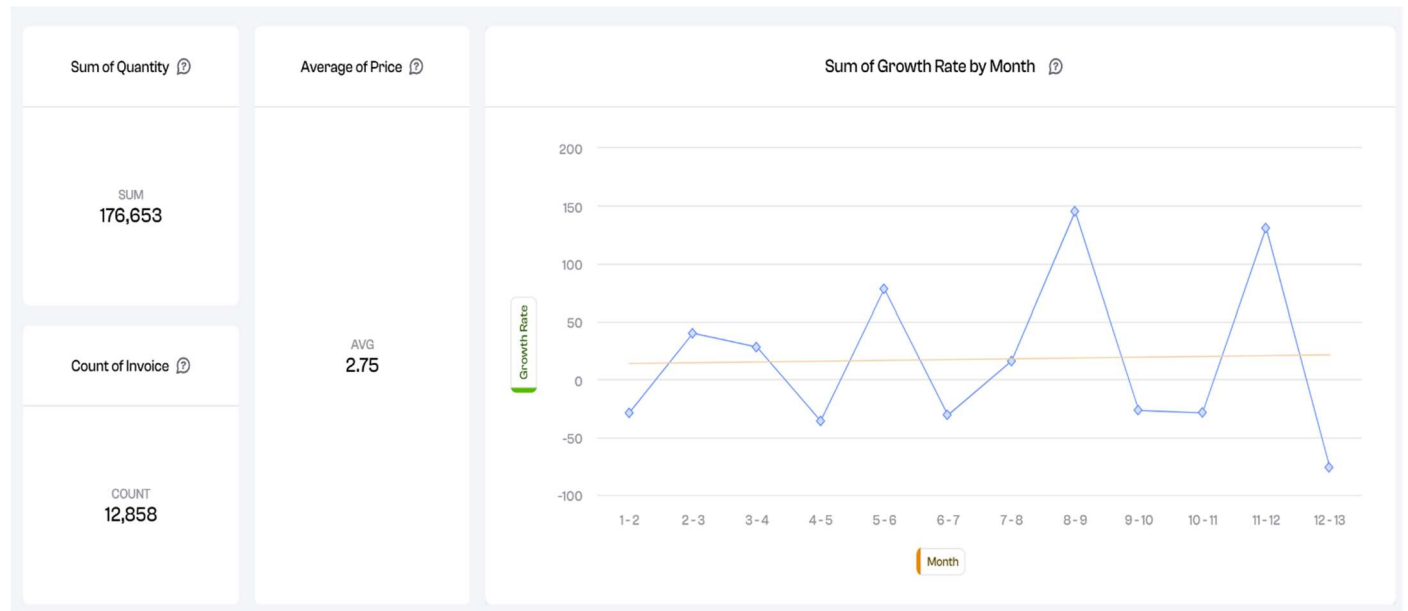 Sum of Quantity
SUM
176,653
Count of Invoice
COUNT
12,858
Average of Price
AVG
2.75
Sum of Growth Rate by Month
Growth Rate
200
150
100
50
0
-50
-100
1 - 2 2 - 3 3 - 4 4 - 5 5 - 6 6 - 7 7 - 8 8 - 9 9 - 10 10 - 11 11 - 12 12 - 13
Month